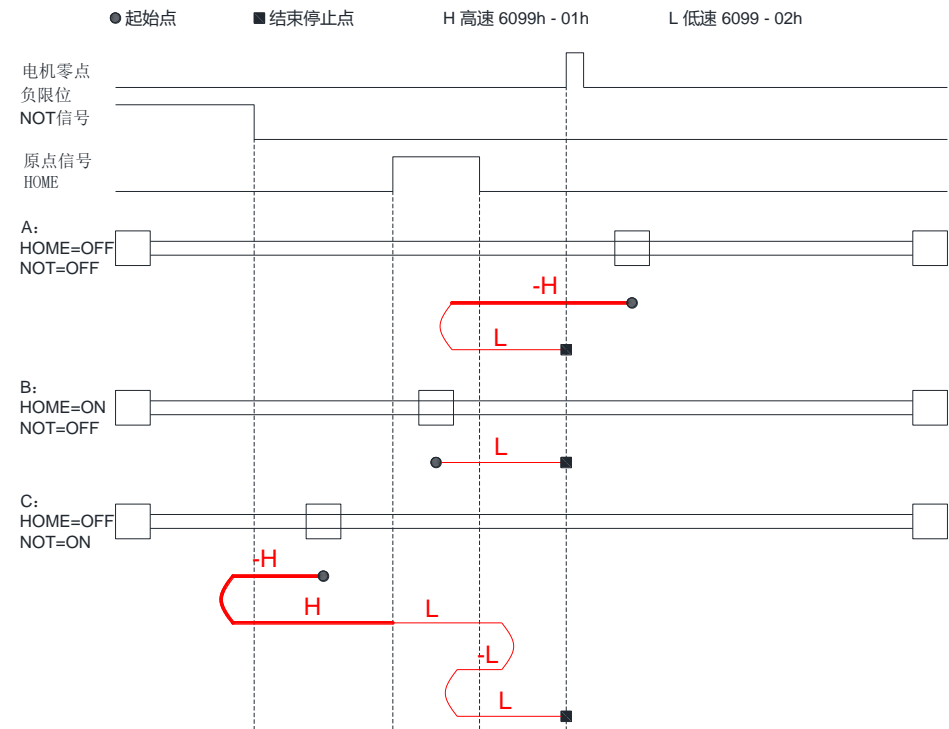 起始点 结束停止点 H 高速 6099h - 01h L 低速 6099 - 02h
电机零点
负限位
NOT信号
原点信号
HOME
A:
HOME=OFF
NOT=OFF
-H
L
B:
HOME=ON
NOT=OFF
L
C:
HOME=OFF
NOT=ON
-H
H
L
-L
L